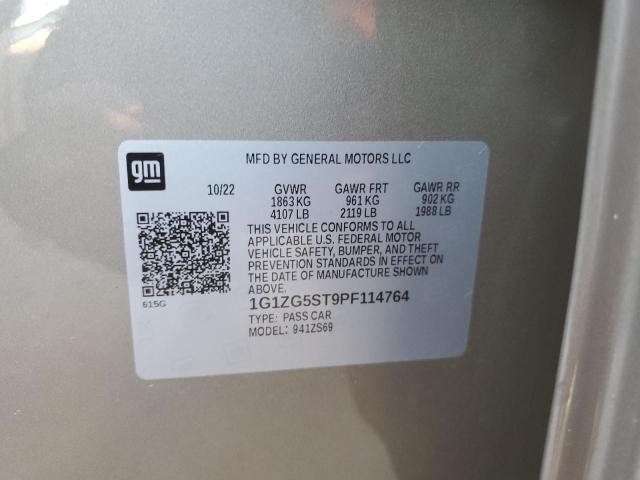 gm
MFD BY GENERAL MOTORS LLC
10/22 GVWR GAWR FRT GAWR RR
1863 KG 961 KG 902 KG
4107 LB 2119 LB 1988 LB
THIS VEHICLE CONFORMS TO ALL
APPLICABLE U.S. FEDERAL MOTOR
VEHICLE SAFETY, BUMPER, AND THEFT
PREVENTION STANDARDS IN EFFECT
ON THE DATE OF MANUFACTURE SHOWN
ABOVE.
615G
1G1ZG5ST9PF114764
TYPE: PASS CAR
MODEL: 941ZS69